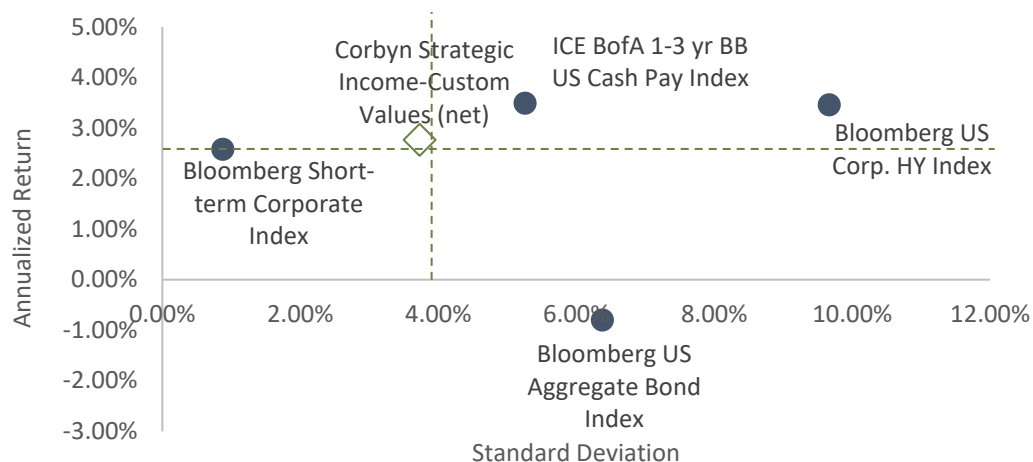 5.00%
4.00%
3.00%
2.00%
1.00%
0.00%
-1.00%
-2.00%
-3.00%
Annualized Return
Corbyn Strategic
Income-Custom
Values (net)
ICE BofA 1-3 yr BB
US Cash Pay Index
Bloomberg US
Corp. HY Index
Bloomberg Short-
term Corporate
Index
0.00%
2.00%
4.00%
6.00%
8.00%
10.00%
12.00%
Bloomberg US
Aggregate Bond
Index
Standard Deviation